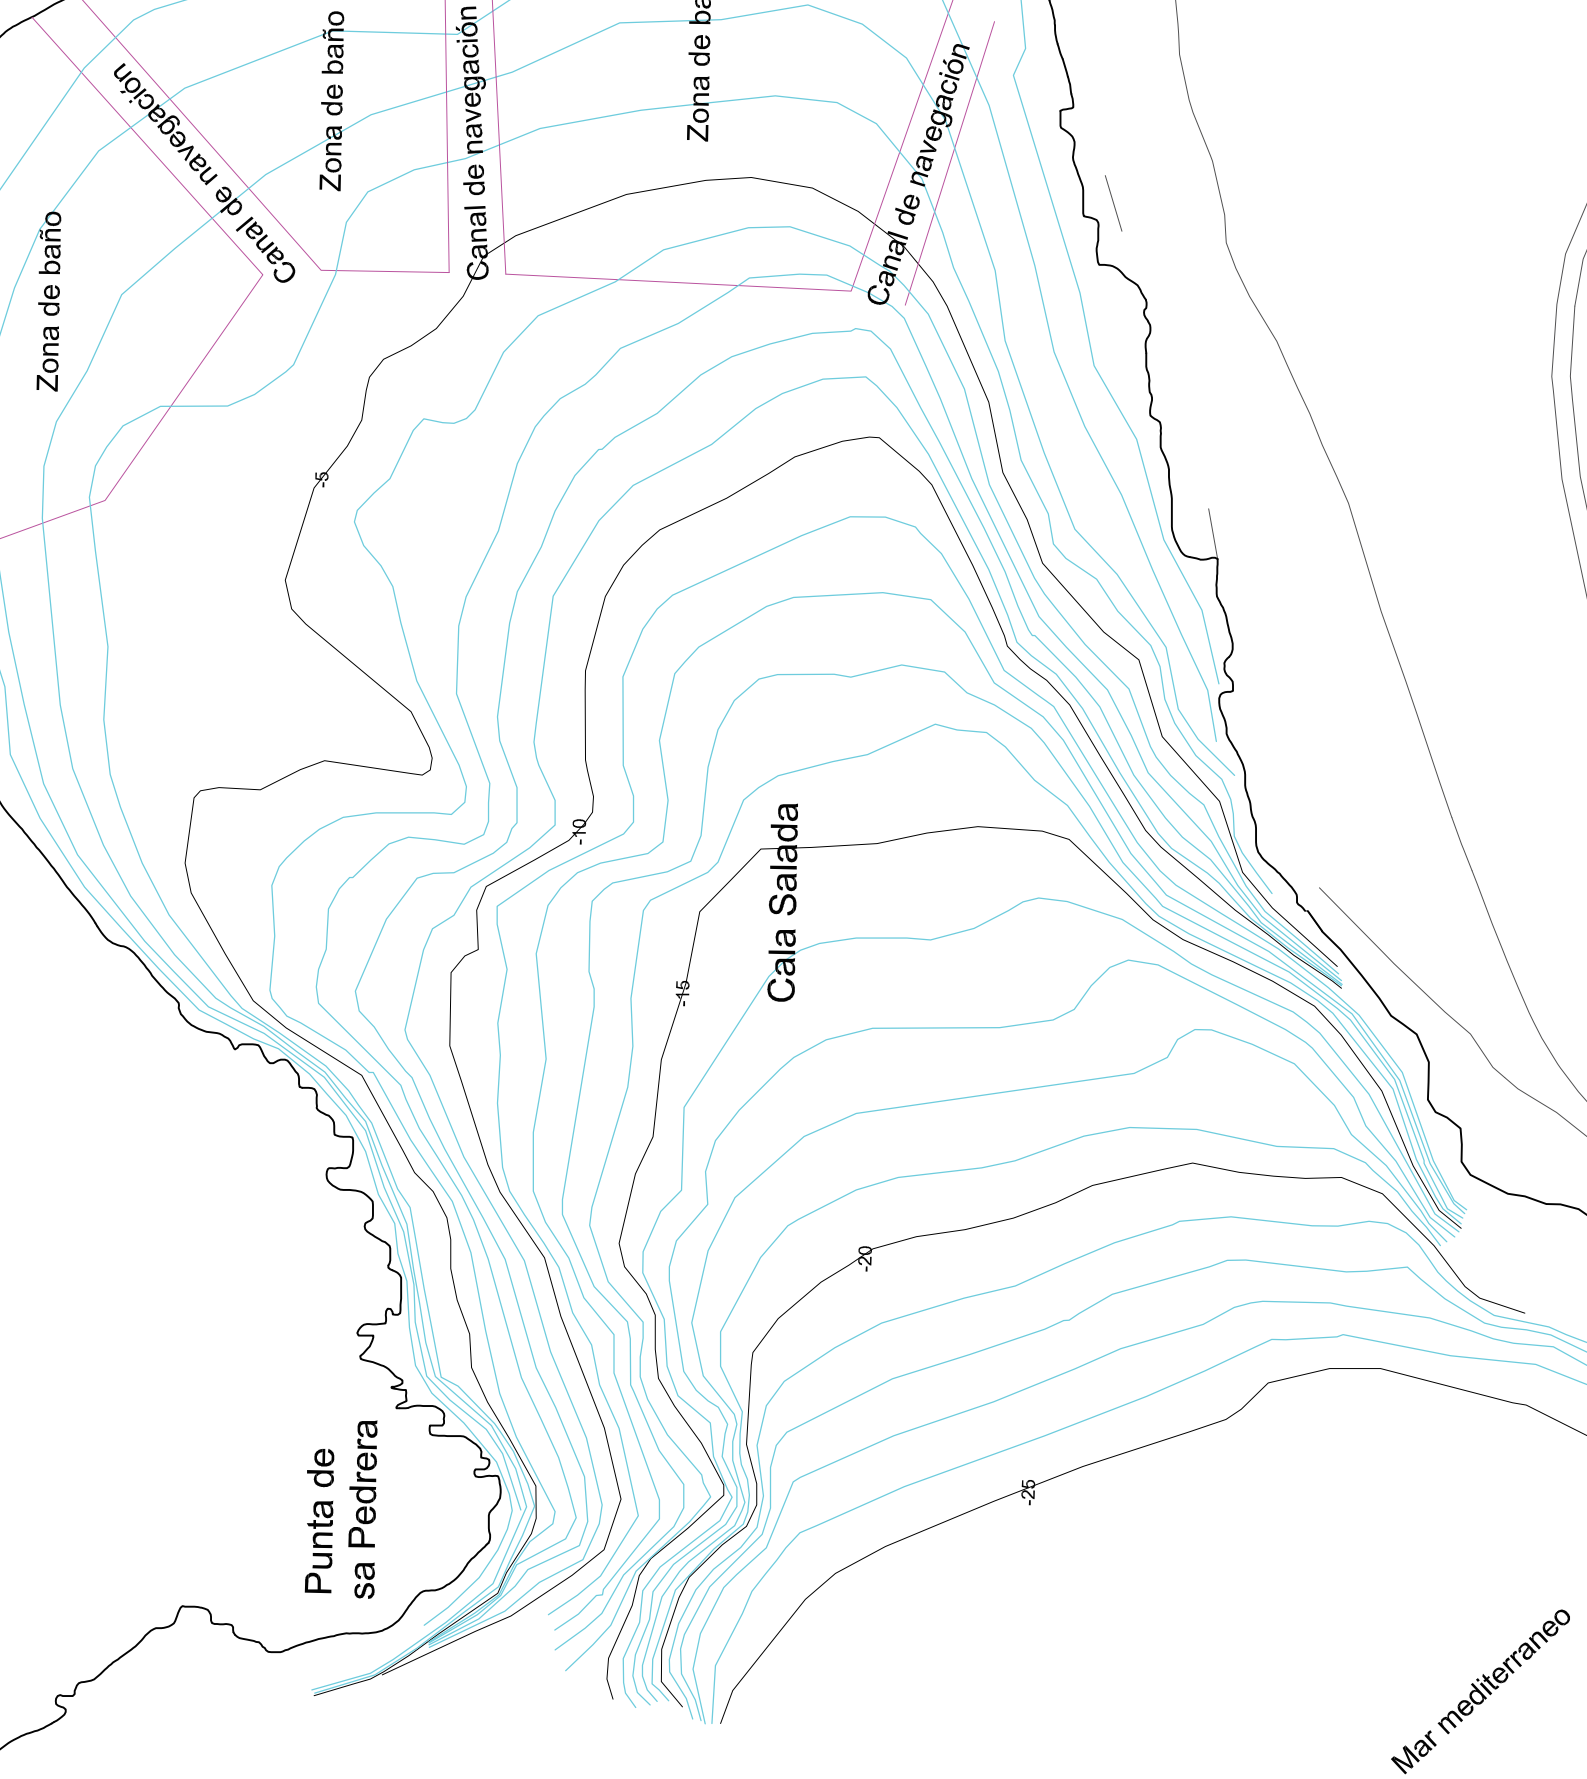 Canal de navegación
Zona de baño
Canal de navegación
Zona de ba
Canal de navegación
Zona de baño
-5
-10
Cala Salada
-15
-20
Punta de
sa Pedrera
-25
Mar mediterraneo